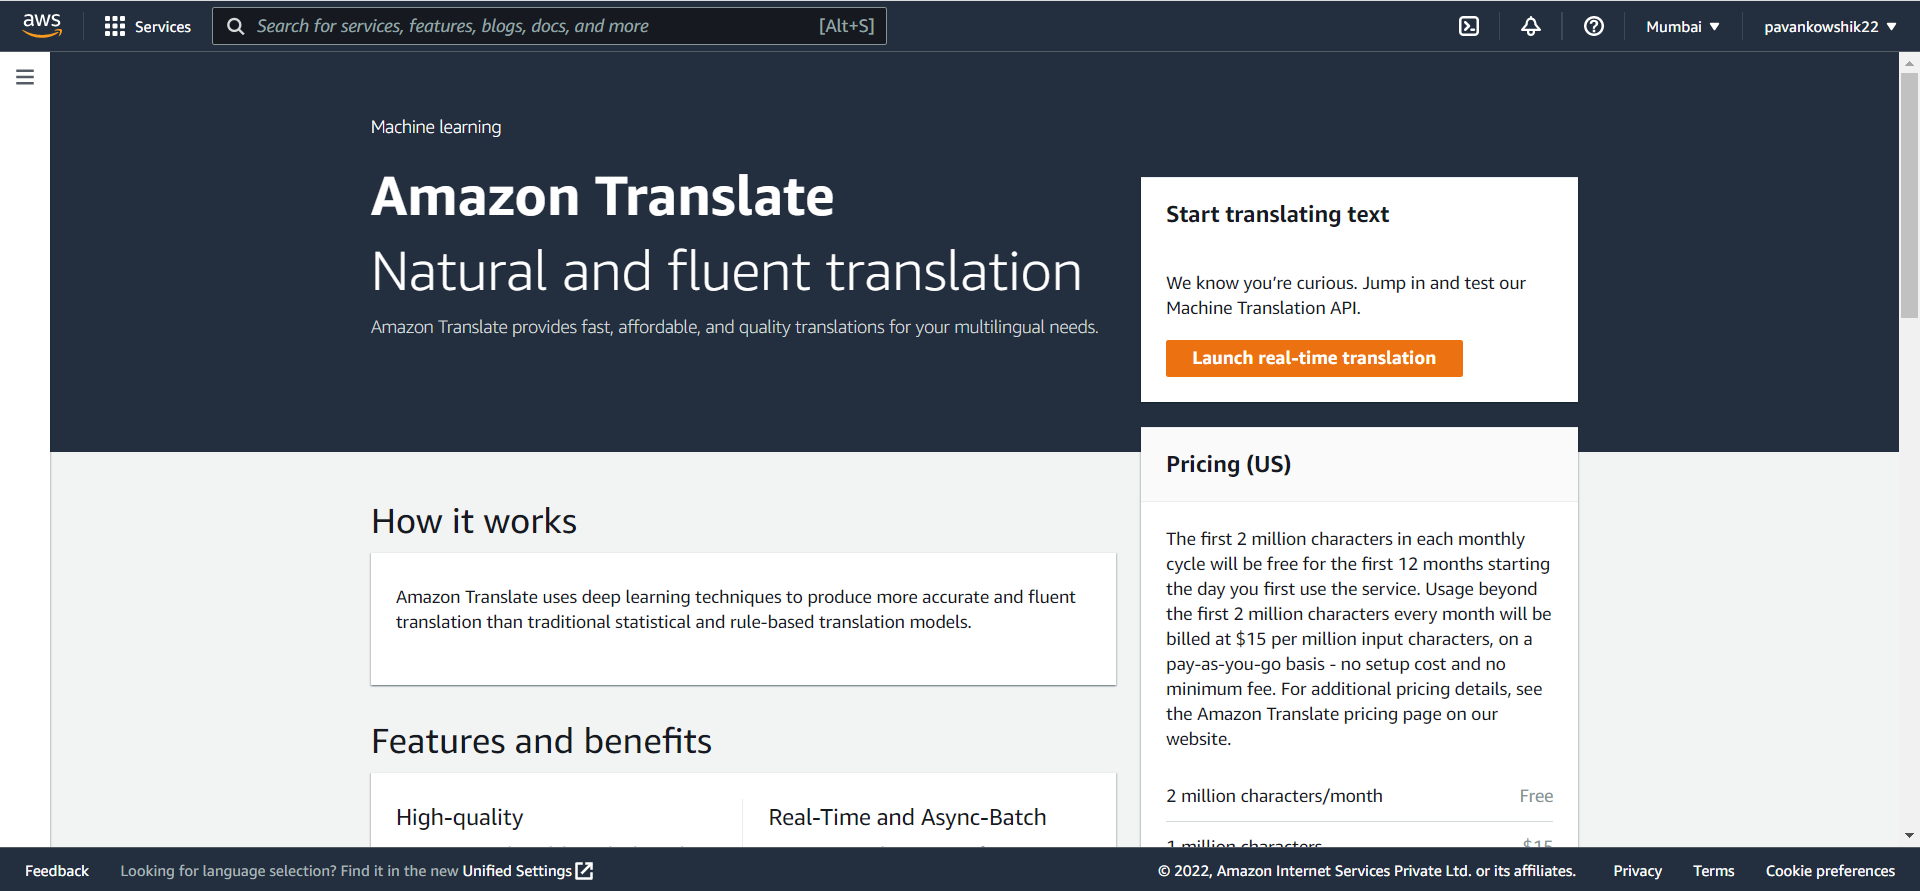 aws
Services
Search for services, features, blogs, docs, and more [Alt+S]
Mumbai
pavankowshik22
Machine learning
Amazon Translate
Natural and fluent translation
Amazon Translate provides fast, affordable, and quality translations for your multilingual needs.
Start translating text
We know you’re curious. Jump in and test our
Machine Translation API.
Launch real-time translation
Pricing (US)
The first 2 million characters in each monthly
cycle will be free for the first 12 months starting
the day you first use the service. Usage beyond
the first 2 million characters every month will be
billed at $15 per million input characters, on a
pay-as-you-go basis - no setup cost and no
minimum fee. For additional pricing details, see
the Amazon Translate pricing page on our
website.
2 million characters/month Free
1 million characters $15
How it works
Amazon Translate uses deep learning techniques to produce more accurate and fluent
translation than traditional statistical and rule-based translation models.
Features and benefits
High-quality
Real-Time and Async-Batch
Feedback
Looking for language selection? Find it in the new Unified Settings
© 2022, Amazon Internet Services Private Ltd. or its affiliates.
Privacy
Terms
Cookie preferences